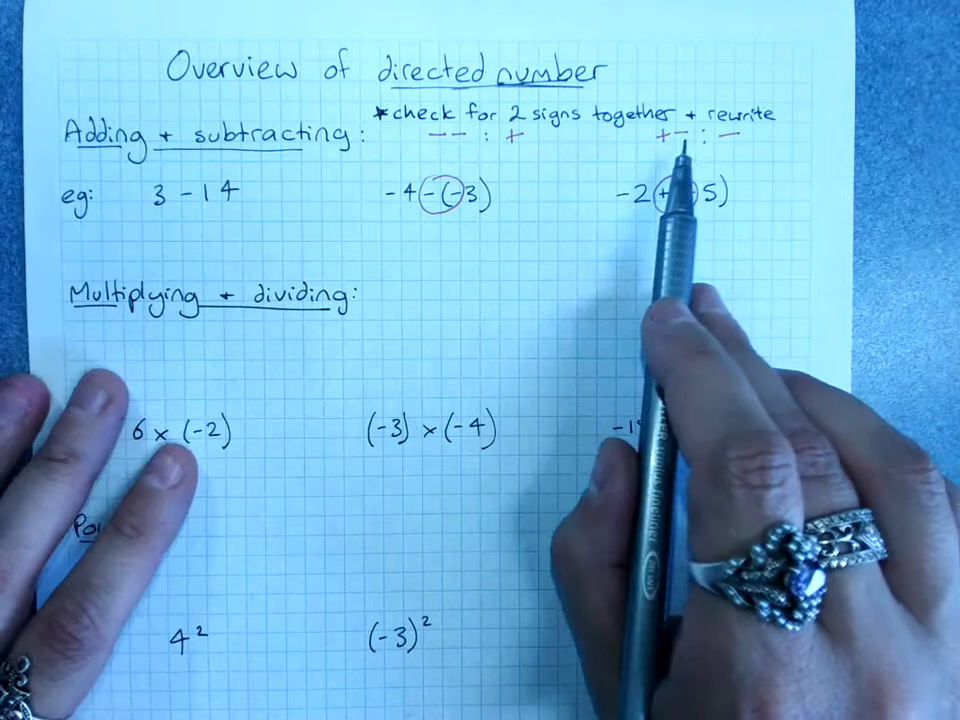 Overview of directed number
*check for 2 signs together + rewrite
Adding + subtracting: -- : + +- : -
eg: 3 - 14 -4 -(-3) -2 + 5)
Multiplying + dividing:
6 x (-2) (-3) x (-4) -1
4² (-3)²